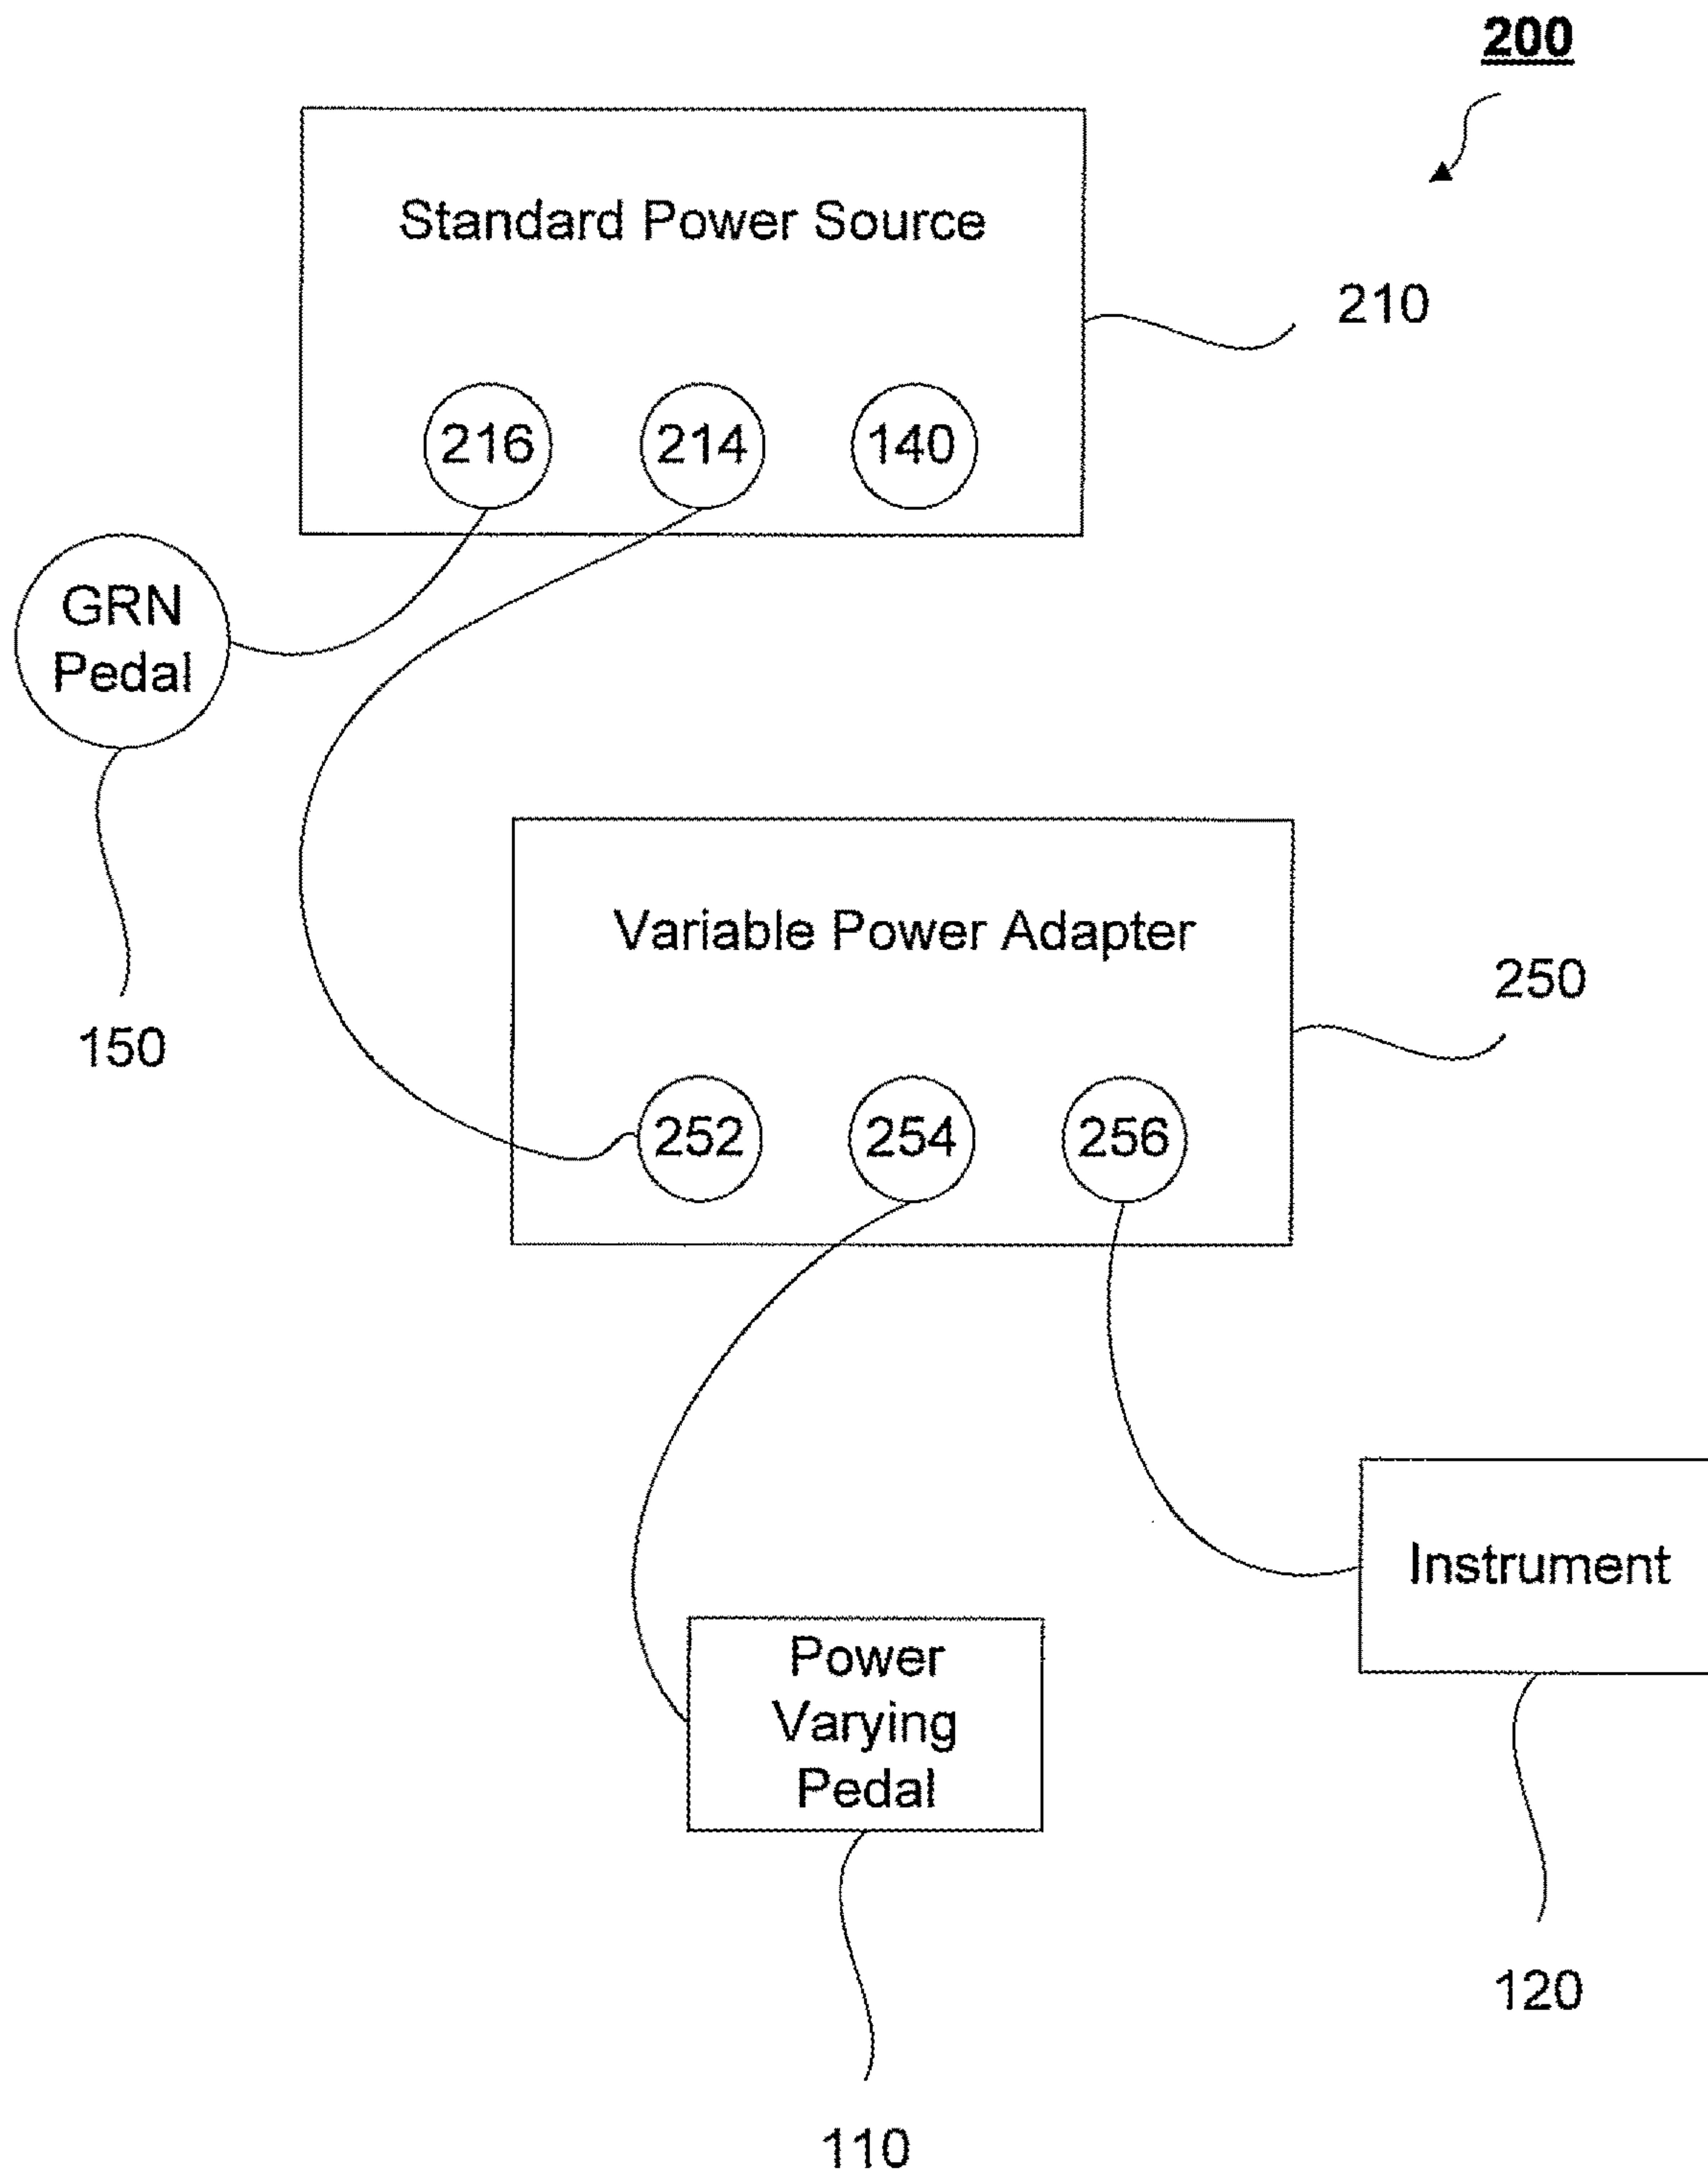 200
Standard Power Source
210
216 214 140
GRN
Pedal
150
Variable Power Adapter
250
252 254 256
Instrument
120
Power
Varying
Pedal
110